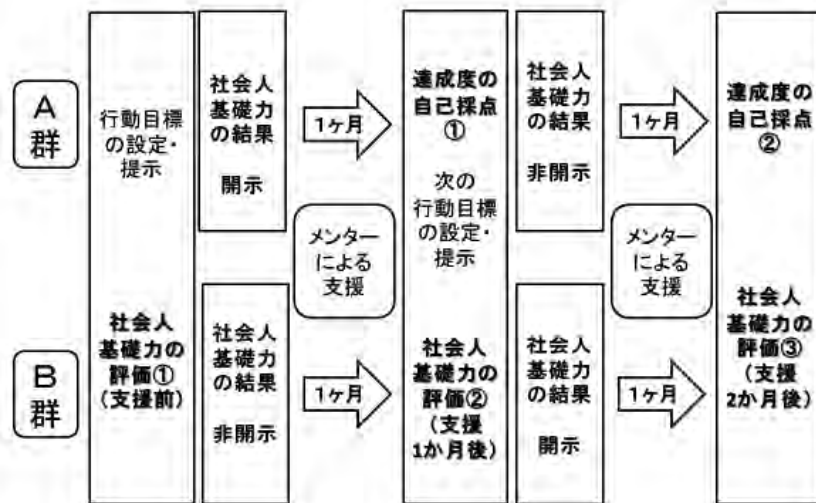 A
群
B
群
行動目標
の設定・
提示
社会人
基礎力の
評価①
(支援前)
社会人
基礎力
の結果
開示
社会人
基礎力
の結果
非開示
1ヶ月
メンター
による
支援
1ヶ月
達成度の
自己採点
①
次の
行動目標
の設定・
提示
社会人
基礎力の
評価②
(支援
1か月後)
社会人
基礎力
の結果
非開示
社会人
基礎力
の結果
開示
1ヶ月
メンター
による
支援
1ヶ月
達成度の
自己採点
②
社会人
基礎力の
評価③
(支援
2か月後)